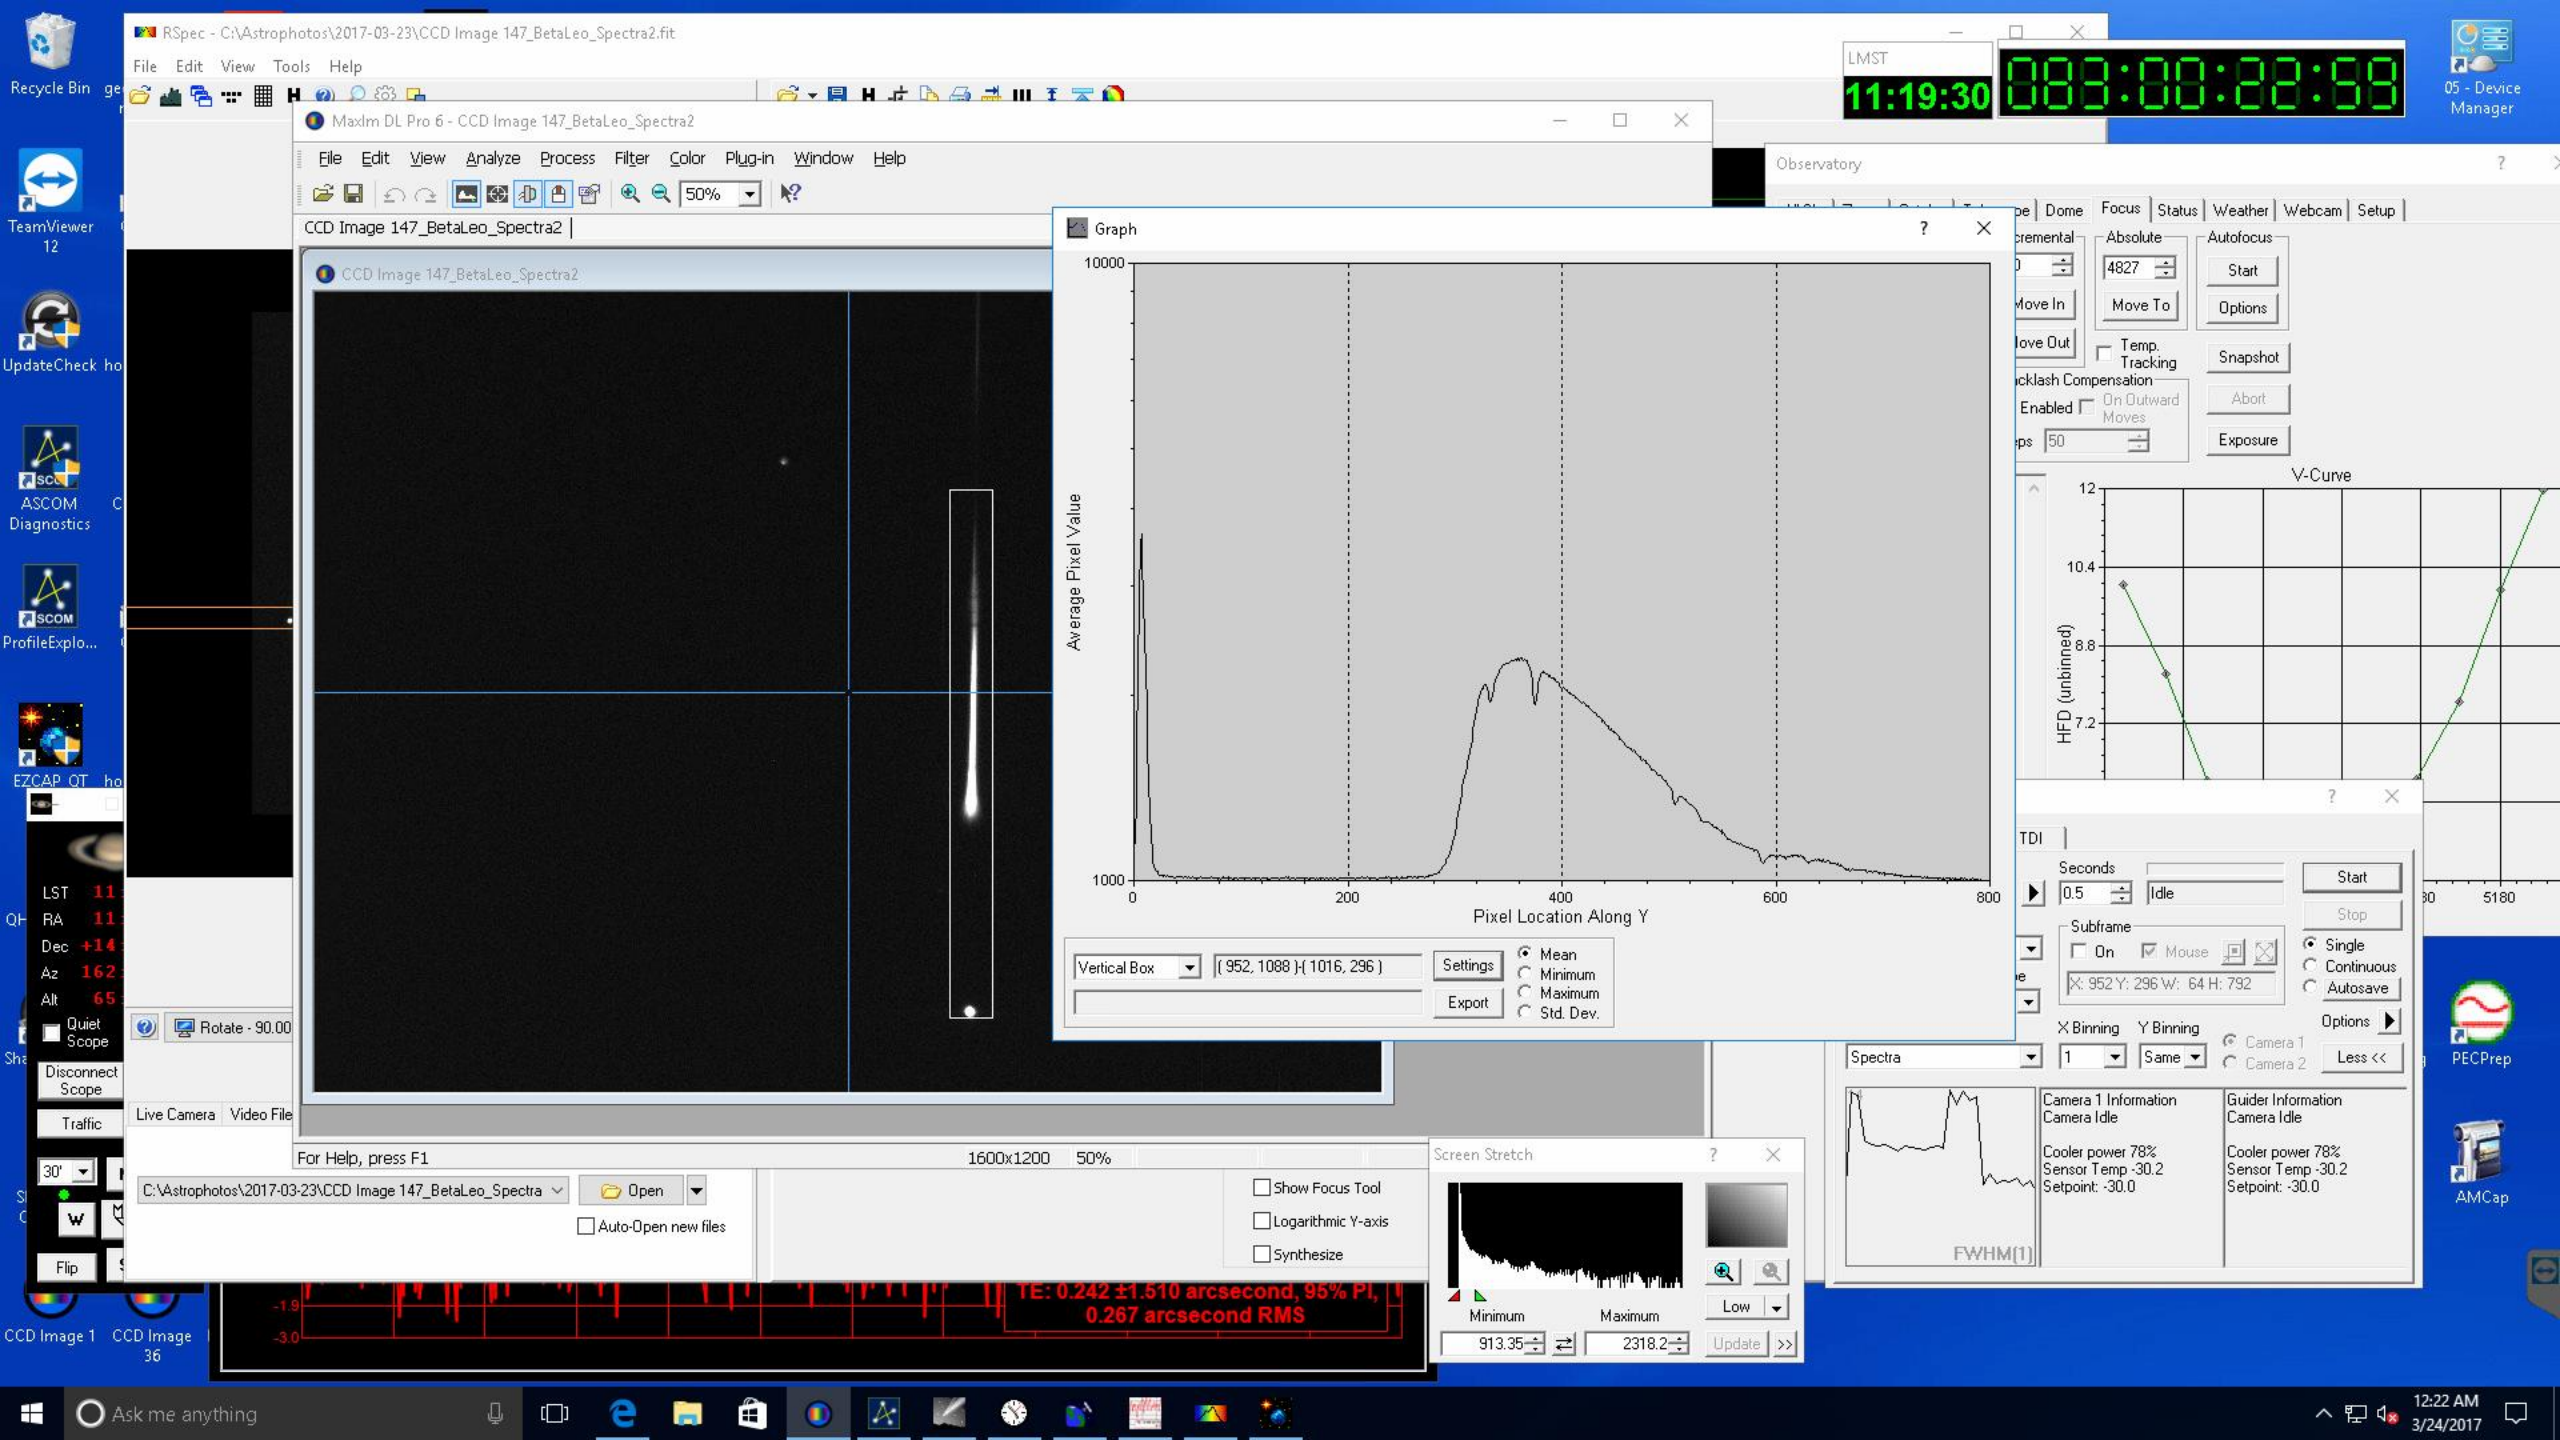 Recycle Bin
RSpec - C:\Astrophotos\2017-03-23\CCD Image 147_BetaLeo_Spectra2.fit
File Edit View Tools Help
LMST
11:19:30
083:00:22:59
05 - Device
Manager
MaxIm DL Pro 6 - CCD Image 147_BetaLeo_Spectra2
File Edit View Analyze Process Filter Color Plug-in Window Help
50%
CCD Image 147_BetaLeo_Spectra2
CCD Image 147_BetaLeo_Spectra2
TeamViewer
12
UpdateCheck
ASCOM
Diagnostics
ProfileExplo...
EZCAP_QT
Graph
10000
Average Pixel Value
1000
0 200 400 600 800
Pixel Location Along Y
Vertical Box
( 952, 1088 )-( 1016, 296 )
Settings
Export
Mean
Minimum
Maximum
Std. Dev.
Observatory
Dome Focus Status Weather Webcam Setup
Absolute
Autofocus
4827
Start
Move In
Move To
Options
Temp.
Tracking
Snapshot
Compensation
Enabled
On Outward
Moves
Abort
50
Exposure
V-Curve
12
10.4
8.8
7.2
HFD (unbinned)
5180
TDI
Seconds
0.5
Idle
Start
Stop
Subframe
On
Mouse
X: 952 Y: 296 W: 64 H: 792
Single
Continuous
Autosave
Options
X Binning Y Binning
Spectra
1
Same
Camera 1
Camera 2
Less <<
Camera 1 Information
Camera Idle
Cooler power 78%
Sensor Temp -30.2
Setpoint: -30.0
Guider Information
Camera Idle
Cooler power 78%
Sensor Temp -30.2
Setpoint: -30.0
FWHM(1)
PECPrep
AMCap
LST 11
RA 11
Dec +14
Az 162
Alt 65
Quiet
Scope
Disconnect
Scope
Traffic
30'
W
Flip
Rotate - 90.00
Live Camera Video File
For Help, press F1
1600x1200 50%
C:\Astrophotos\2017-03-23\CCD Image 147_BetaLeo_Spectra
Open
Auto-Open new files
Show Focus Tool
Logarithmic Y-axis
Synthesize
Screen Stretch
Low
Minimum Maximum
913.35
2318.2
Update
>>
-1.9
-3.0
TE: 0.242 ±1.510 arcsecond, 95% PI,
0.267 arcsecond RMS
CCD Image 1
CCD Image
36
Ask me anything
12:22 AM
3/24/2017